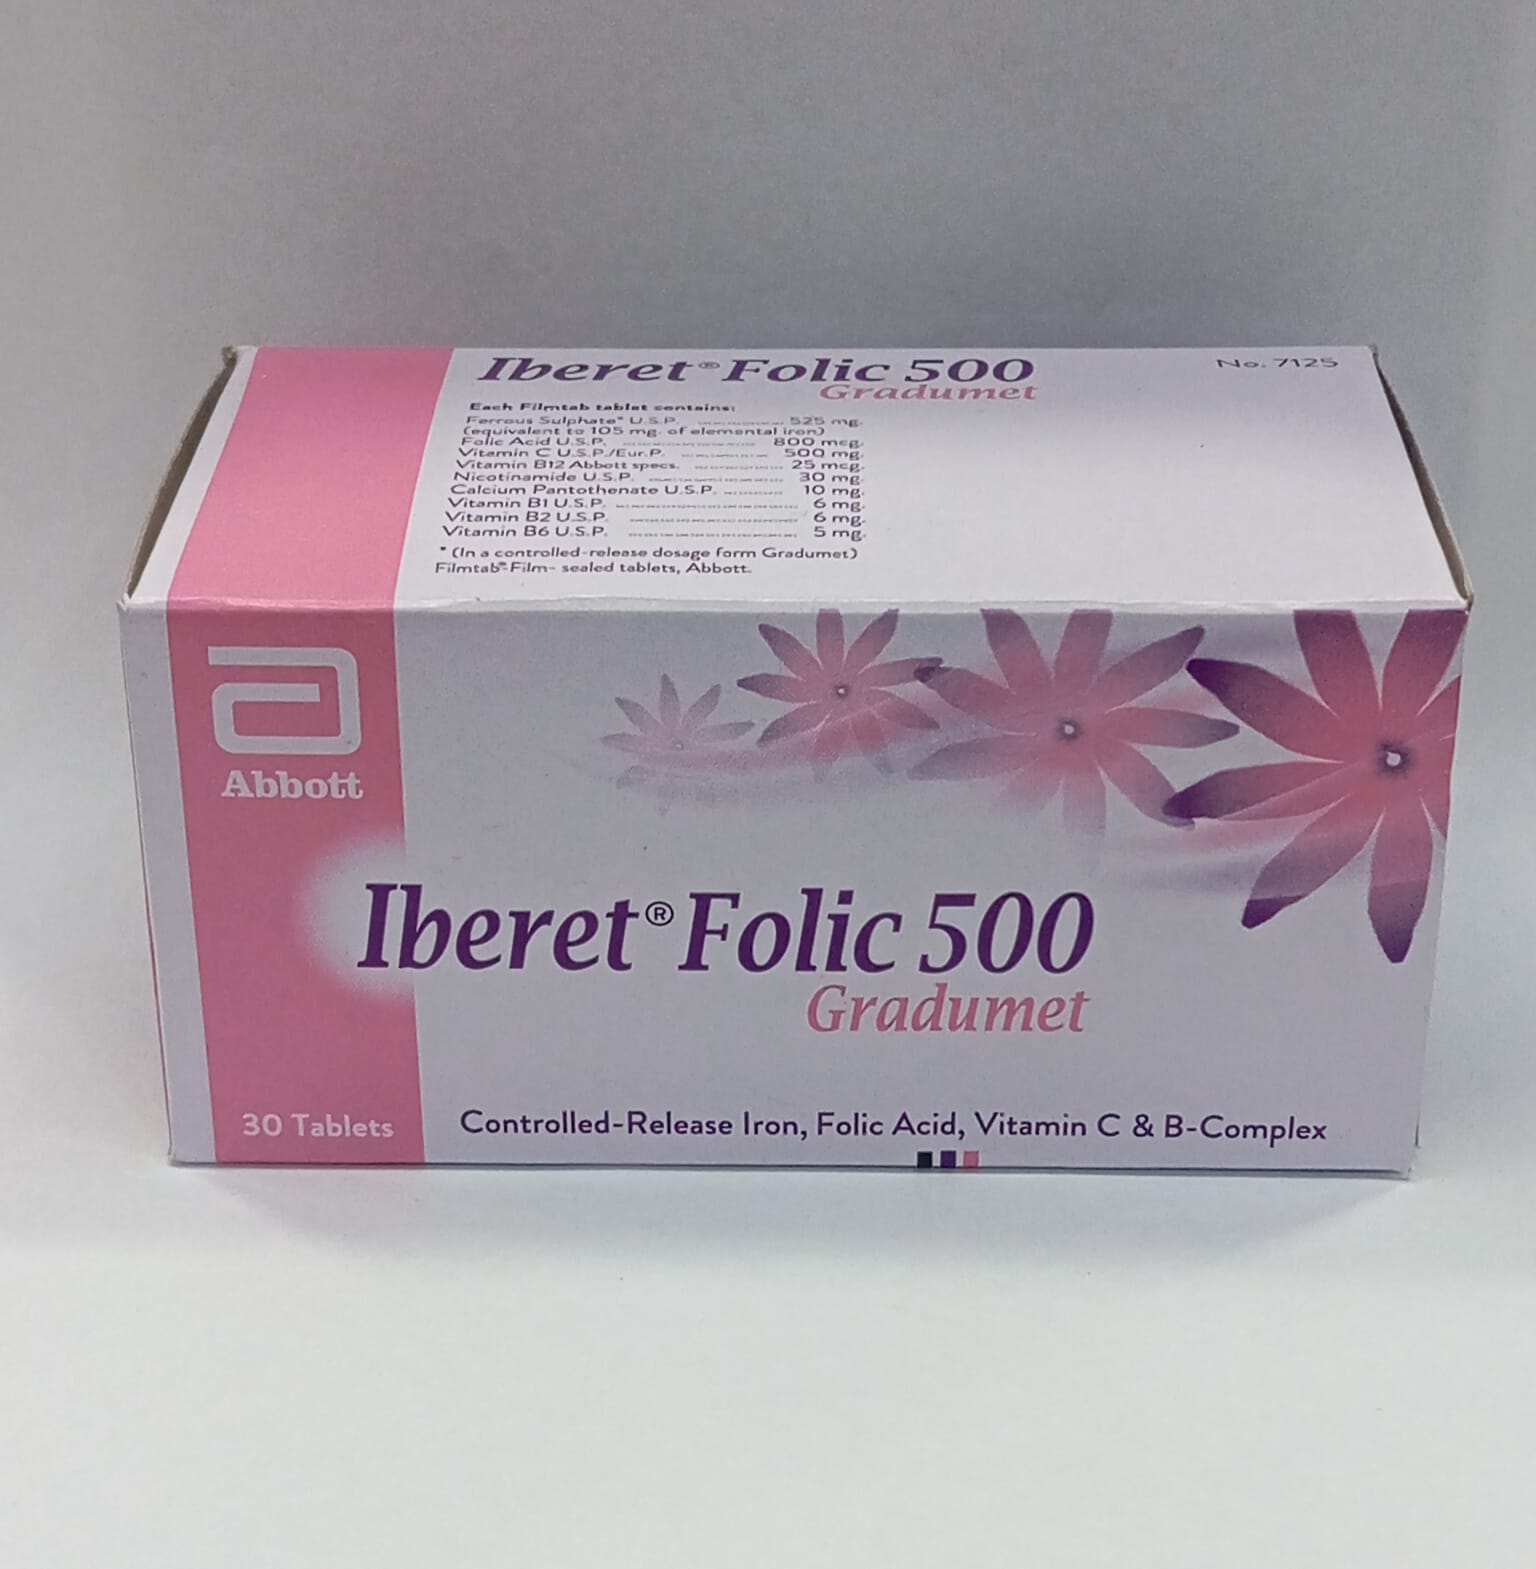 Iberet® Folic 500
Gradumet
No. 7125
Each Filmtab tablet contains:
Ferrous Sulphate* U.S.P. 525 mg.
(equivalent to 105 mg. of elemental iron)
Folic Acid U.S.P. 800 mcg.
Vitamin C U.S.P./Eur.P. 500 mg.
Vitamin B12 Abbott specs. 25 mcg.
Nicotinamide U.S.P. 30 mg.
Calcium Pantothenate U.S.P. 10 mg.
Vitamin B1 U.S.P. 6 mg.
Vitamin B2 U.S.P. 6 mg.
Vitamin B6 U.S.P. 5 mg.
* (In a controlled-release dosage form Gradumet)
Filmtab®-Film- sealed tablets, Abbott.
Abbott
Iberet® Folic 500
Gradumet
30 Tablets
Controlled-Release Iron, Folic Acid, Vitamin C & B-Complex